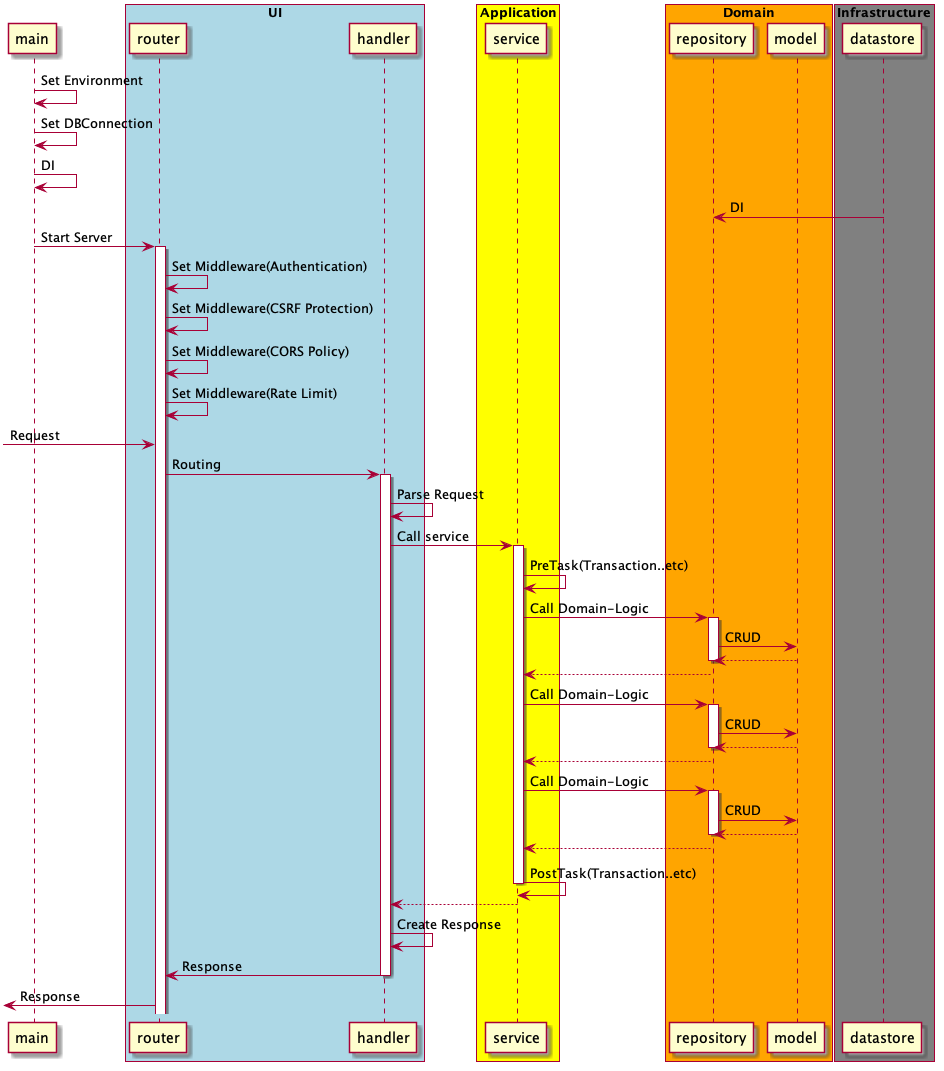 UI
Application
Domain
Infrastructure
main
router
handler
service
repository
model
datastore
Set Environment
Set DBConnection
DI
DI
Start Server
Set Middleware(Authentication)
Set Middleware(CSRF Protection)
Set Middleware(CORS Policy)
Set Middleware(Rate Limit)
Request
Routing
Parse Request
Call service
PreTask(Transaction..etc)
Call Domain-Logic
CRUD
Call Domain-Logic
CRUD
Call Domain-Logic
CRUD
PostTask(Transaction..etc)
Create Response
Response
Response
main
router
handler
service
repository
model
datastore